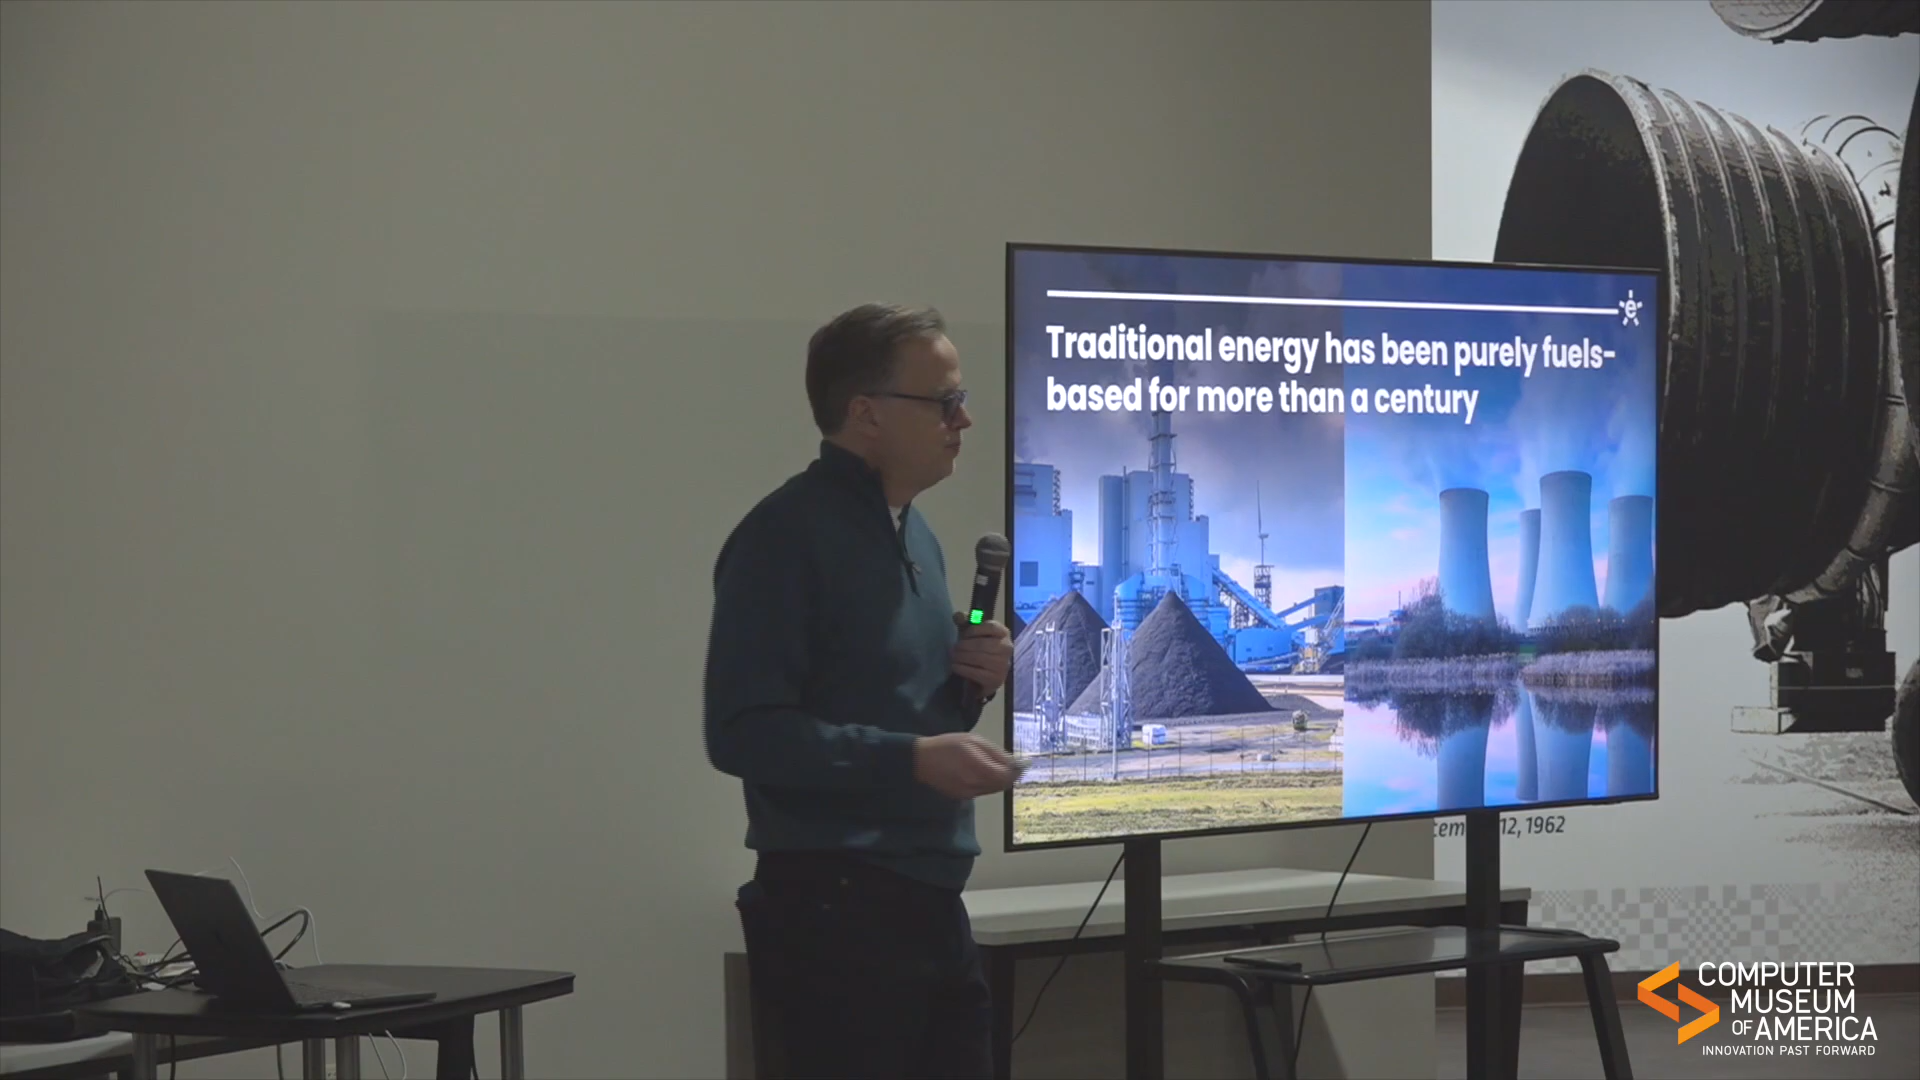 e
Traditional energy has been purely fuels-
based for more than a century
12, 1962
COMPUTER
MUSEUM
OF AMERICA
INNOVATION PAST FORWARD